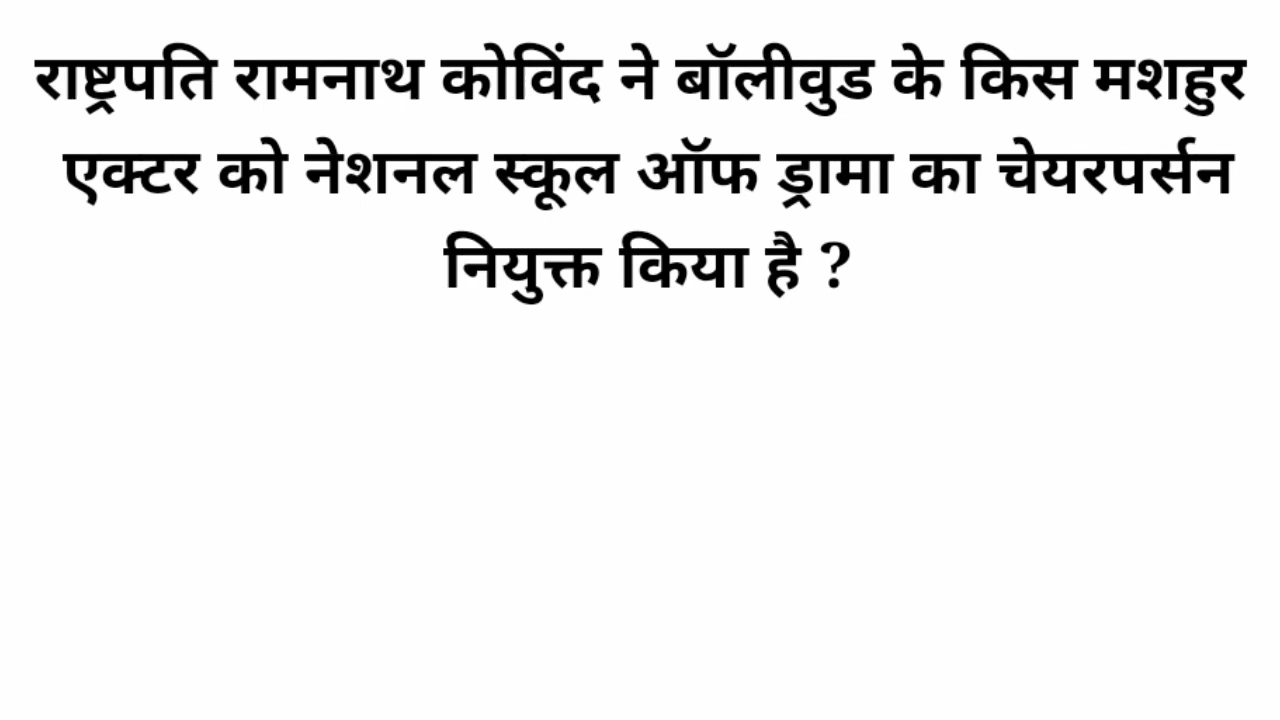 राष्ट्रपति रामनाथ कोविंद ने बॉलीवुड के किस मशहुर
एक्टर को नेशनल स्कूल ऑफ ड्रामा का चेयरपर्सन
नियुक्त किया है ?